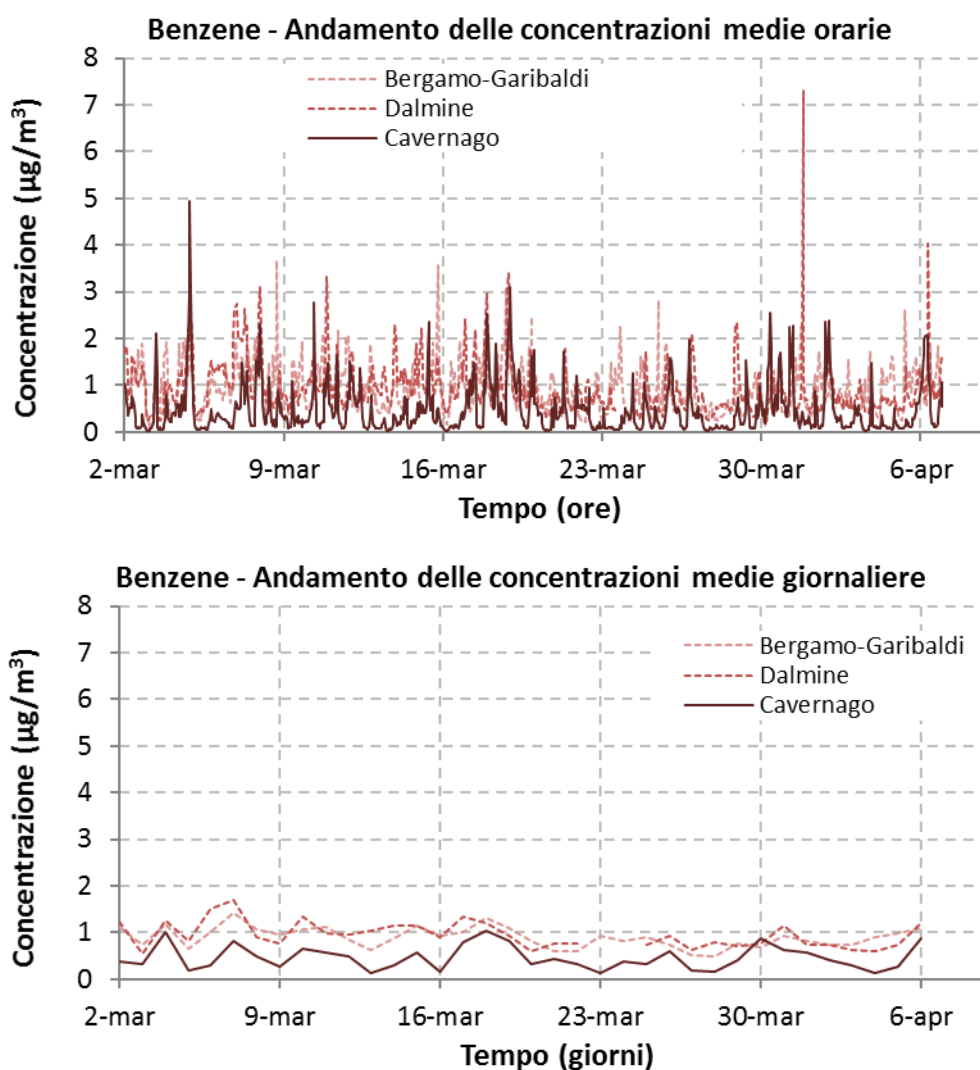 Benzene - Andamento delle concentrazioni medie orarie
Concentrazione (µg/m³)
8
7
6
5
4
3
2
1
0
Bergamo-Garibaldi
Dalmine
Cavernago
2-mar 9-mar 16-mar 23-mar 30-mar 6-apr
Tempo (ore)
Benzene - Andamento delle concentrazioni medie giornaliere
Concentrazione (µg/m³)
8
7
6
5
4
3
2
1
0
Bergamo-Garibaldi
Dalmine
Cavernago
2-mar 9-mar 16-mar 23-mar 30-mar 6-apr
Tempo (giorni)